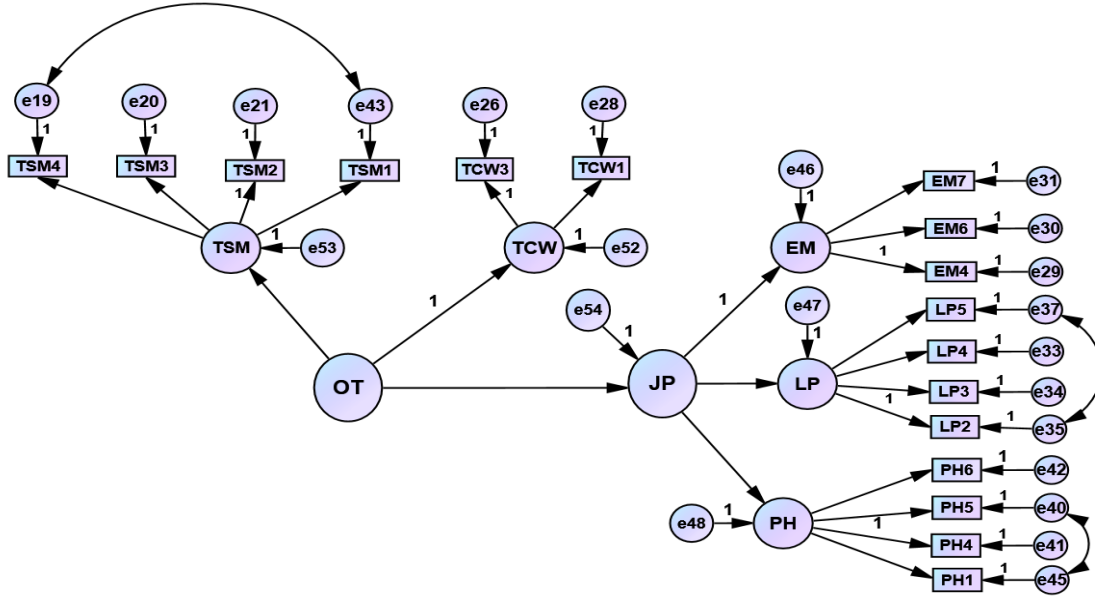 e19
e20
e21
e43
e26
e28
1
1
1
1
1
1
TSM4
TSM3
TSM2
TSM1
TCW3
TCW1
e46
1
EM7
1
e31
1
1
TSM
1
e53
TCW
1
e52
EM
EM6
1
e30
1
EM4
1
e29
1
1
e54
1
e47
1
LP5
1
e37
LP4
1
e33
OT
JP
LP
LP3
1
e34
1
LP2
1
e35
PH6
1
e42
e48
1
PH
PH5
1
e40
1
PH4
1
e41
PH1
1
e45